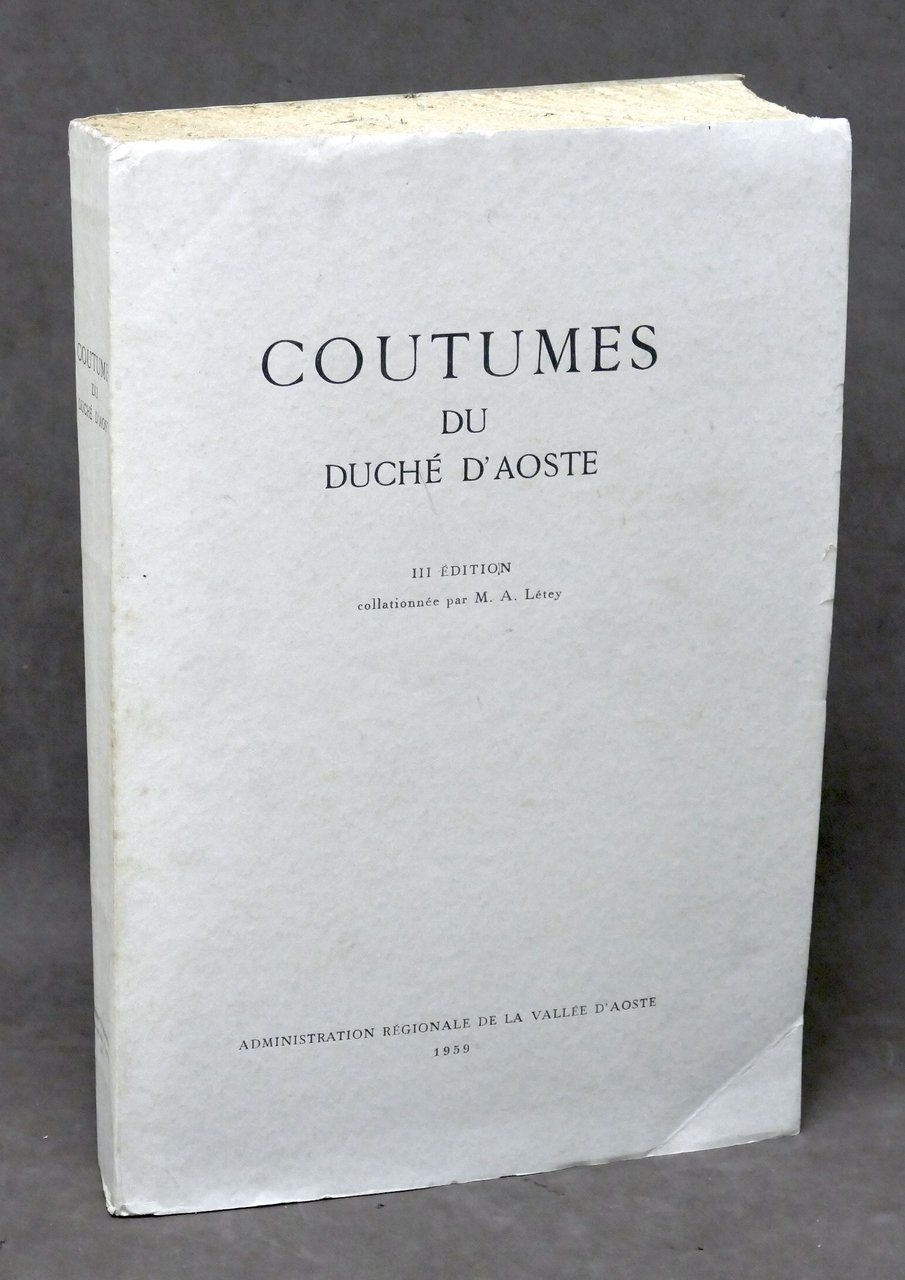 COUTUMES
DU
DUCHÉ D'AOSTE
III ÉDITION
collationnée par M. A. Létey
ADMINISTRATION RÉGIONALE DE LA VALLÉE D'AOSTE
1959
COUTUMES
DU
DUCHÉ D'AOST